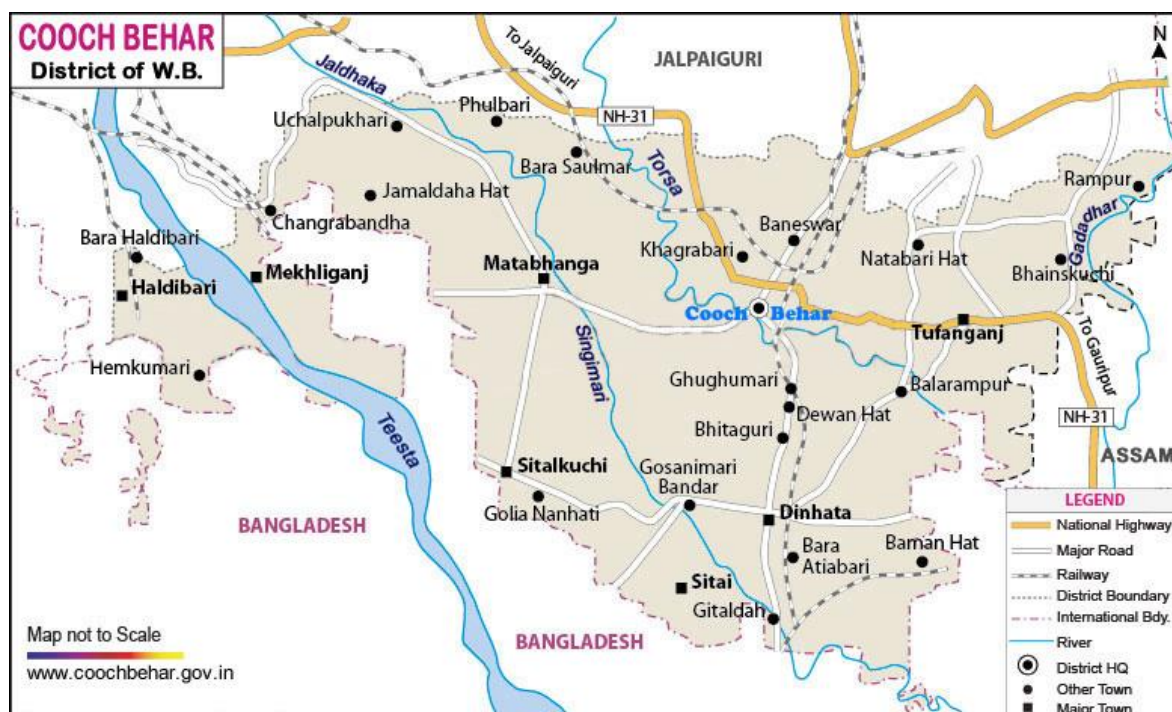 COOCH BEHAR
District of W.B.
N
To Jalpaiguri
JALPAIGURI
Jaldhaka
Phulbari
NH-31
Uchalpukhari
Bara Saulmar
Torsa
Rampur
Jamaldaha Hat
Changrabandha
Gadadhar
Baneswar
Bara Haldibari
Khagrabari
Natabari Hat
Bhainskuchi
Mekhliganj
Matabhanga
Haldibari
Cooch Behar
Tufanganj
Singimari
To Gauripur
Hemkumari
Ghughumari
Balarampur
Dewan Hat
NH-31
Teesta
Bhitaguri
ASSAM
Sitalkuchi
Gosanimari
Bandar
Golia Nanhati
Dinhata
BANGLADESH
Bara
Atiabari
Baman Hat
Sitai
Gitaldah
BANGLADESH
Map not to Scale
www.coochbehar.gov.in
LEGEND
National Highway
Major Road
Railway
District Boundary
International Bdy.
River
District HQ
Other Town
Major Town